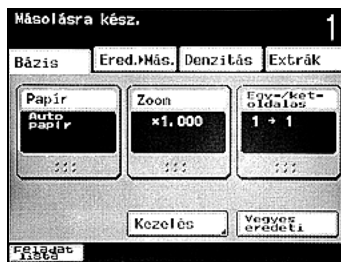 Másolásra kész.
1
Bázis
Ered.▸Más.
Denzitás
Extrák
Papír
Auto
papír
Zoom
×1.000
Egy-/két-
oldalas
1 → 1
Kezelés
Vegyes
eredeti
Feladat
lista